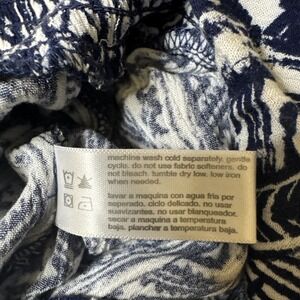 machine wash cold separately. gentle
cycle. do not use fabric softeners. do
not bleach. tumble dry low. low iron
when needed.
lavar a maquina con agua fria por
seperado, ciclo delicado. no usar
suavizantes. no usar blanqueador.
secar a maquina a temperatura
baja. planchar a temperatura baja.